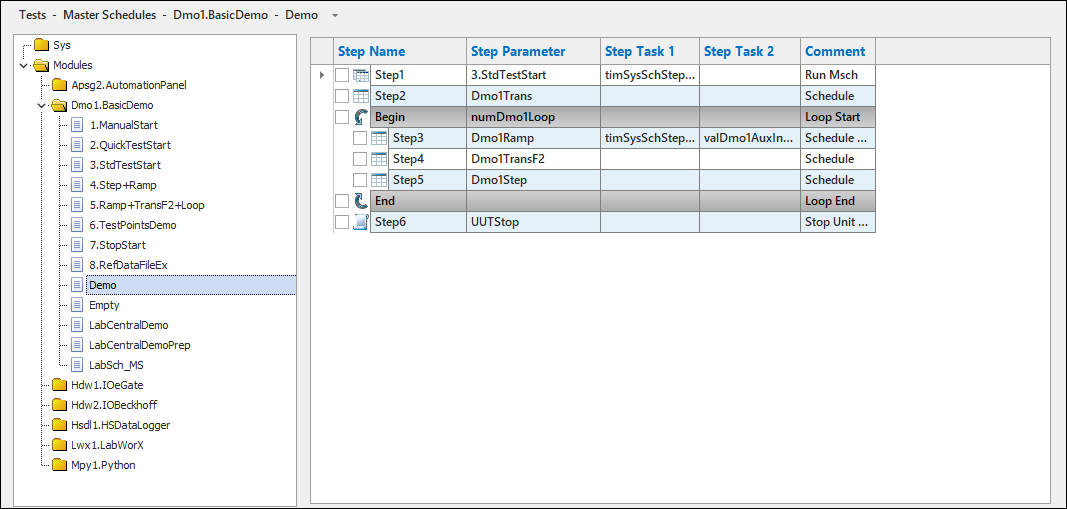 Tests - Master Schedules - Dmo1.BasicDemo - Demo
Sys
Modules
Apsg2.AutomationPanel
Dmo1.BasicDemo
1.ManualStart
2.QuickTestStart
3.StdTestStart
4.Step+Ramp
5.Ramp+TransF2+Loop
6.TestPointsDemo
7.StopStart
8.RefDataFileEx
Demo
Empty
LabCentralDemo
LabCentralDemoPrep
LabSch_MS
Hdw1.IOeGate
Hdw2.IOBeckhoff
Hsdl1.HSDataLogger
Lwx1.LabWorX
Mpy1.Python
Step Name Step Parameter Step Task 1 Step Task 2 Comment
Step1 3.StdTestStart timSysSchStep... Run Msch
Step2 Dmo1Trans Schedule
Begin numDmo1Loop Loop Start
Step3 Dmo1Ramp timSysSchStep... valDmo1AuxIn... Schedule ...
Step4 Dmo1TransF2 Schedule
Step5 Dmo1Step Schedule
End Loop End
Step6 UUTStop Stop Unit ...